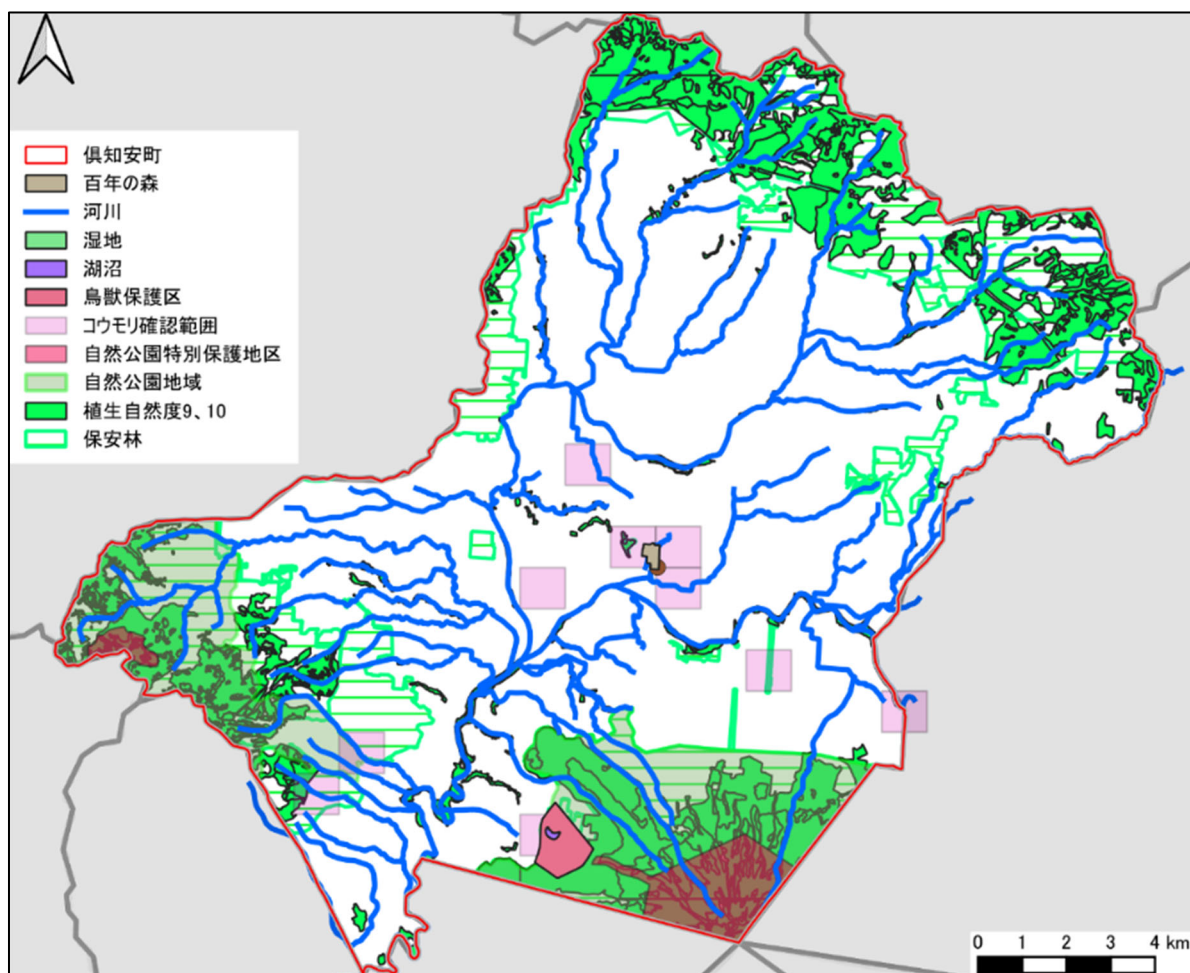 倶知安町
百年の森
河川
湿地
湖沼
鳥獣保護区
コウモリ確認範囲
自然公園特別保護地区
自然公園地域
植生自然度9、10
保安林
0 1 2 3 4 km